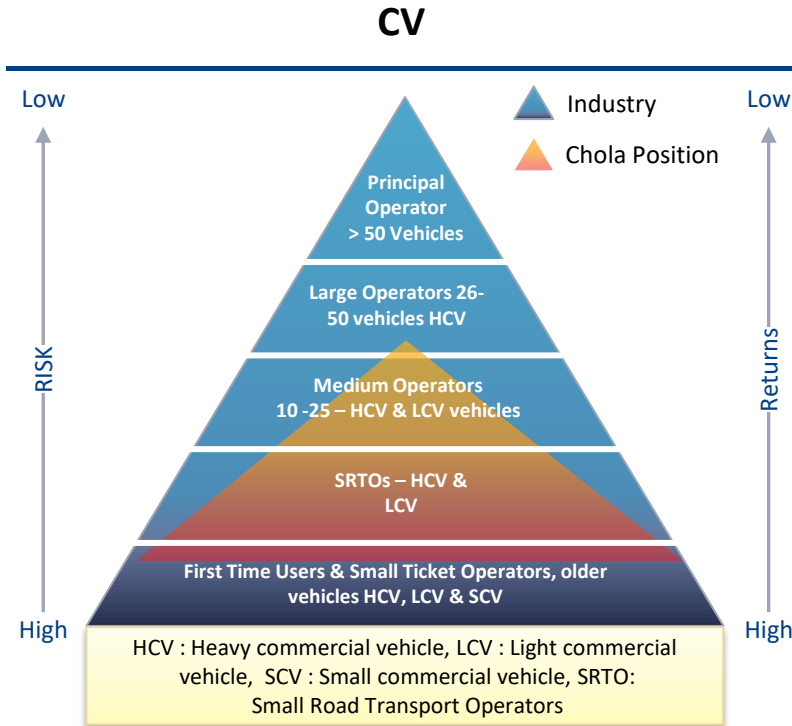 CV
Low
Industry
Chola Position
Low
Principal
Operator
> 50 Vehicles
Large Operators 26-
50 vehicles HCV
Medium Operators
10 -25 – HCV & LCV vehicles
RISK
Returns
SRTOs – HCV &
LCV
First Time Users & Small Ticket Operators, older
vehicles HCV, LCV & SCV
High
High
HCV : Heavy commercial vehicle, LCV : Light commercial
vehicle, SCV : Small commercial vehicle, SRTO:
Small Road Transport Operators